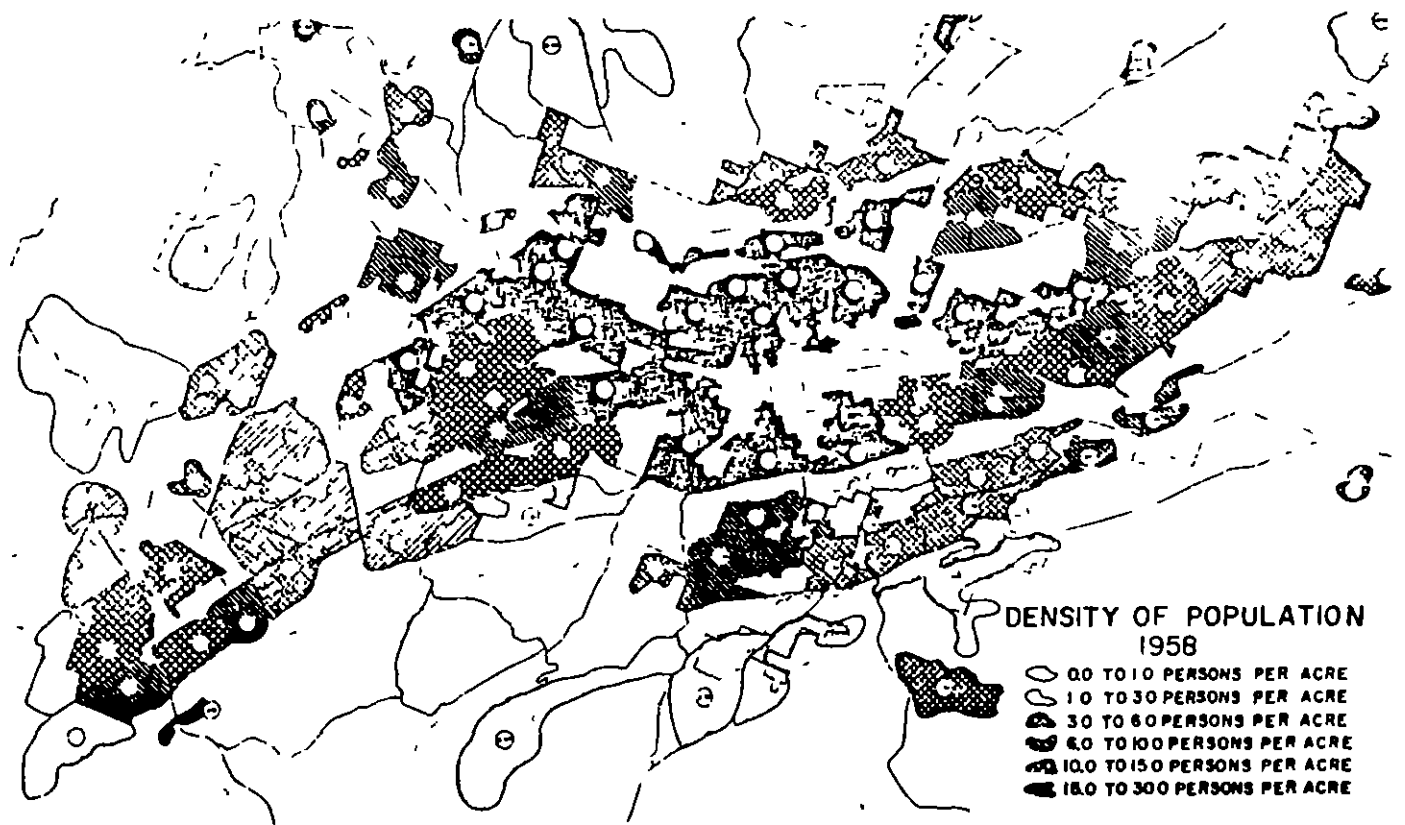 DENSITY OF POPULATION
1958
0.0 TO 1.0 PERSONS PER ACRE
1.0 TO 3.0 PERSONS PER ACRE
3.0 TO 6.0 PERSONS PER ACRE
6.0 TO 10.0 PERSONS PER ACRE
10.0 TO 15.0 PERSONS PER ACRE
15.0 TO 30.0 PERSONS PER ACRE